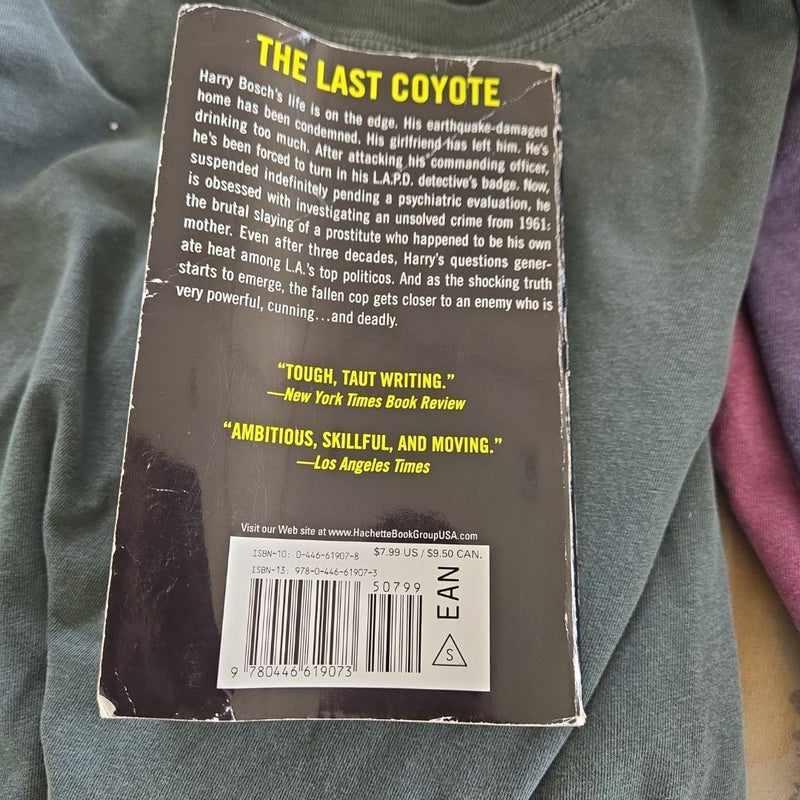 THE LAST COYOTE
Harry Bosch's life is on the edge. His earthquake-damaged
home has been condemned. His girlfriend has left him. He's
drinking too much. After attacking his commanding officer,
he's been forced to turn in his L.A.P.D. detective's badge. Now,
suspended indefinitely pending a psychiatric evaluation, he
is obsessed with investigating an unsolved crime from 1961:
the brutal slaying of a prostitute who happened to be his own
mother. Even after three decades, Harry's questions gener-
ate heat among L.A.'s top politicos. And as the shocking truth
starts to emerge, the fallen cop gets closer to an enemy who is
very powerful, cunning...and deadly.
"TOUGH, TAUT WRITING."
—New York Times Book Review
"AMBITIOUS, SKILLFUL, AND MOVING."
—Los Angeles Times
Visit our Web site at www.HachetteBookGroupUSA.com
ISBN-10: 0-446-61907-8 $7.99 US / $9.50 CAN.
ISBN-13: 978-0-446-61907-3
50799
EAN
S
9 780446 619073